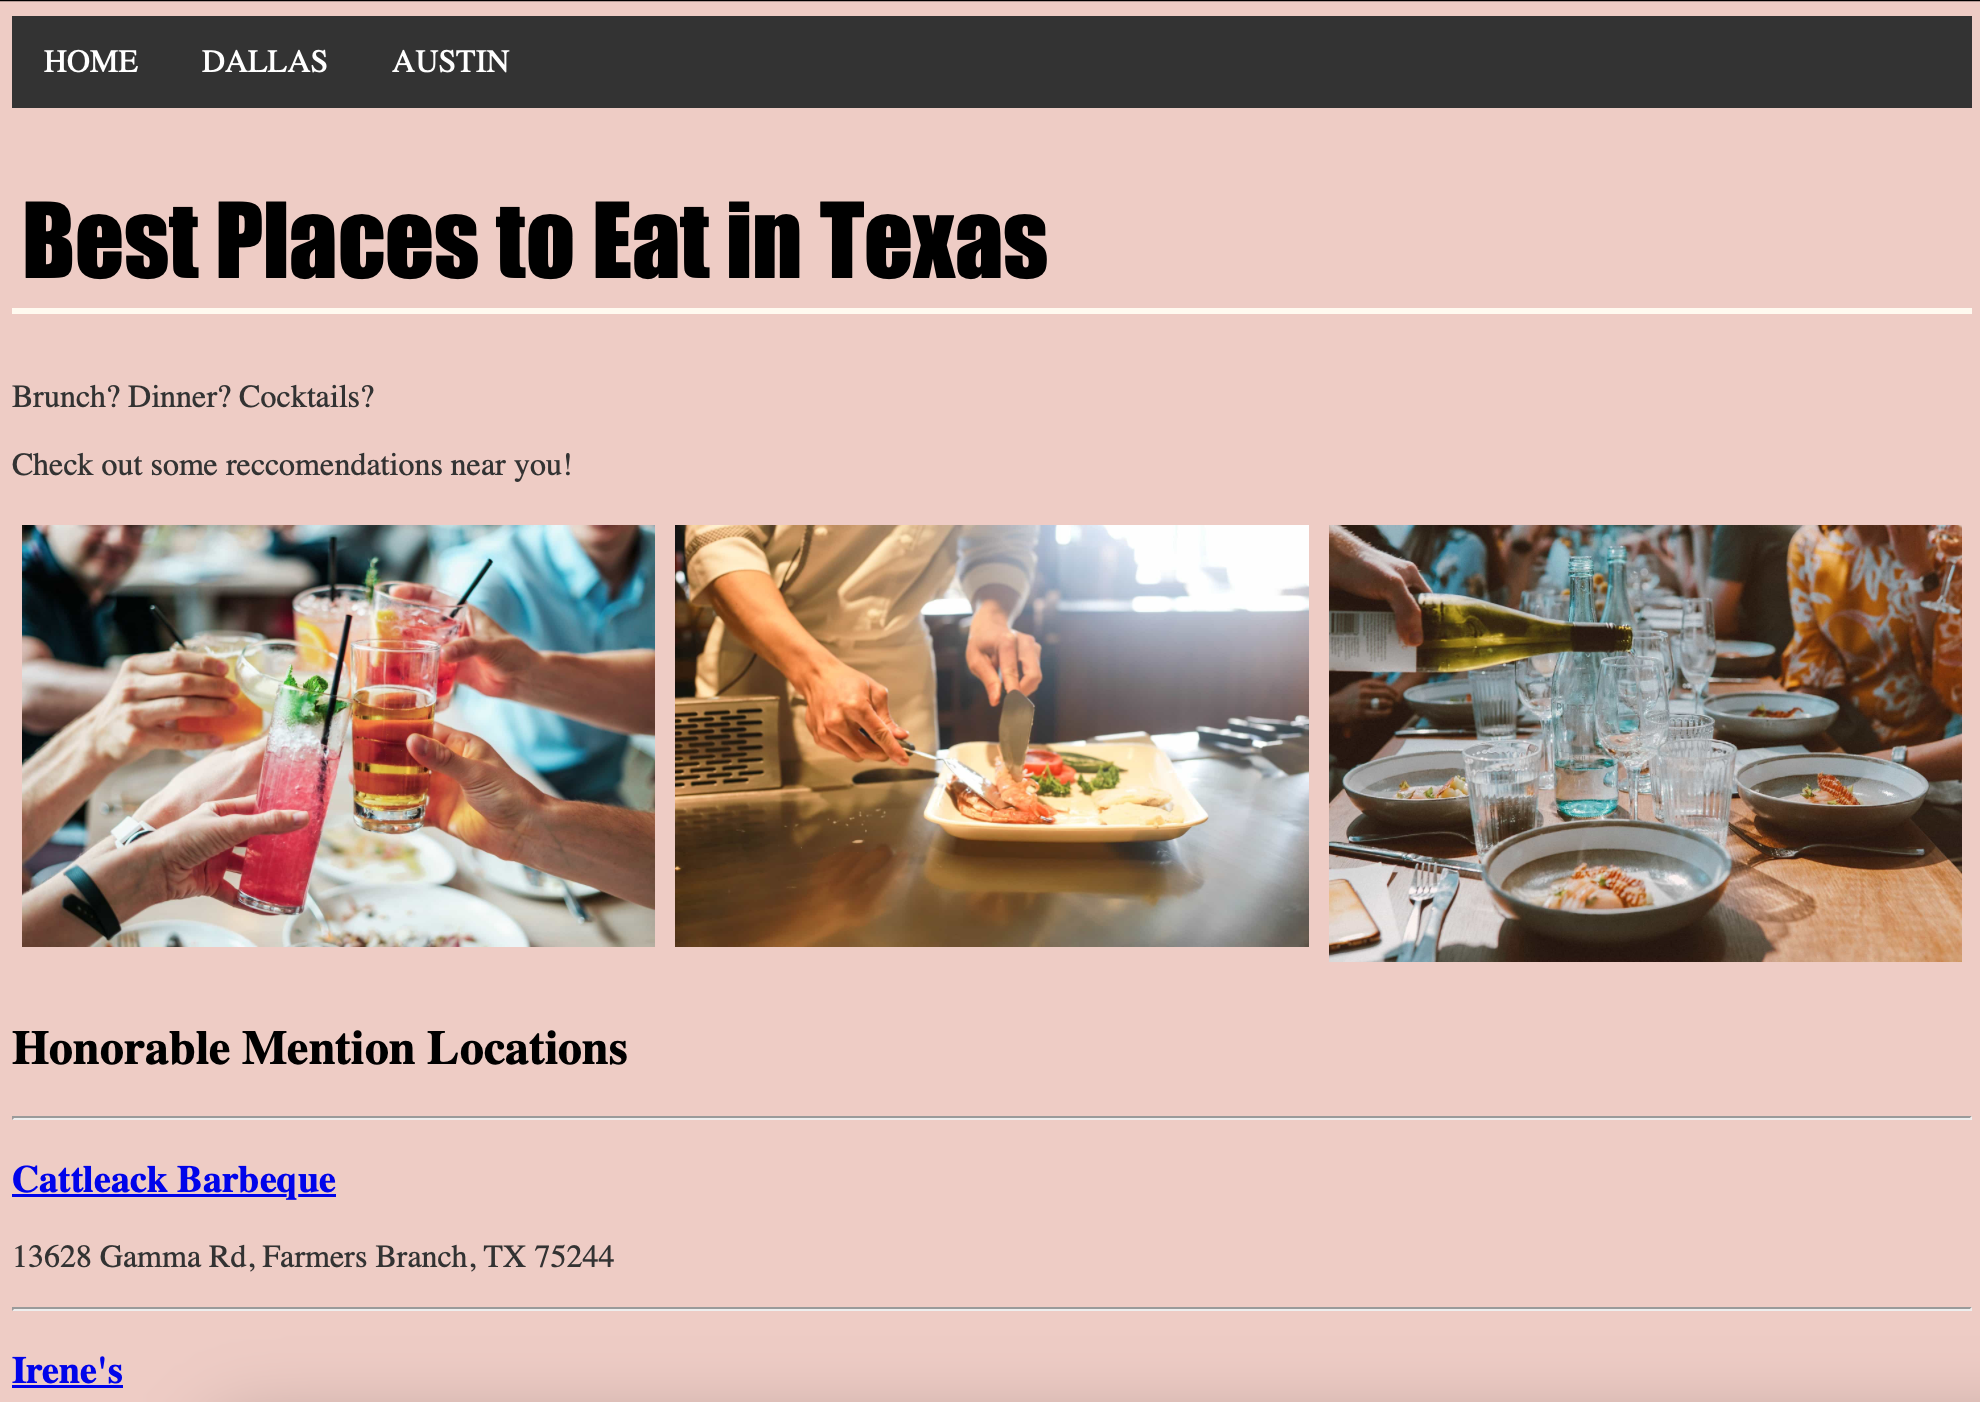 HOME DALLAS AUSTIN
Best Places to Eat in Texas
Brunch? Dinner? Cocktails?
Check out some reccomendations near you!
Honorable Mention Locations
Cattleack Barbeque
13628 Gamma Rd, Farmers Branch, TX 75244
Irene's